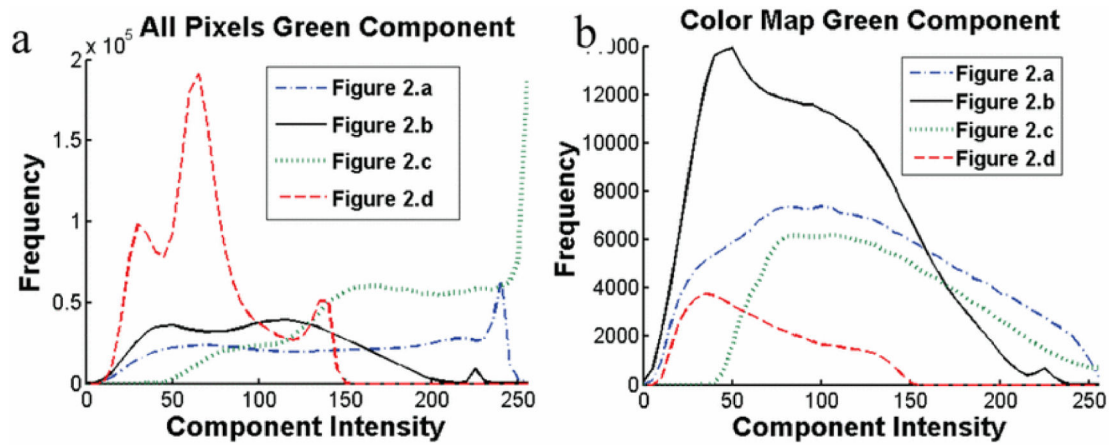 a
All Pixels Green Component
2 x 10^5
1.5
1
0.5
0
Frequency
Figure 2.a
Figure 2.b
Figure 2.c
Figure 2.d
0 50 100 150 200 250
Component Intensity
b
Color Map Green Component
12000
10000
8000
6000
4000
2000
0
Frequency
Figure 2.a
Figure 2.b
Figure 2.c
Figure 2.d
0 50 100 150 200 250
Component Intensity